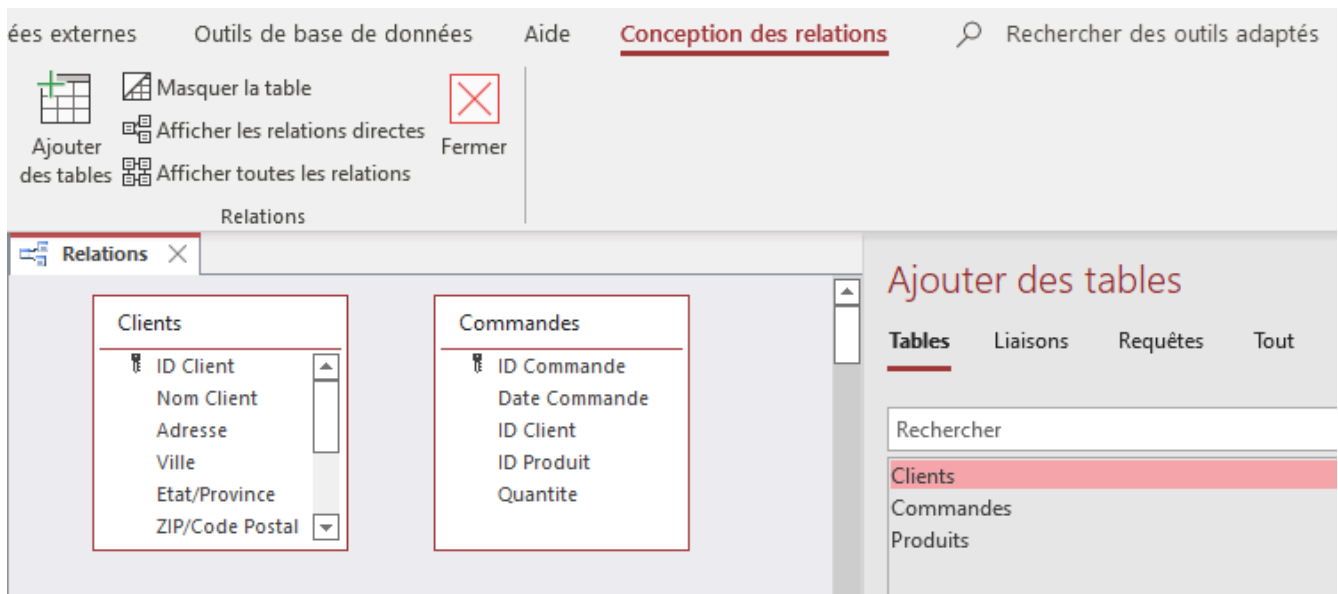 ées externes Outils de base de données Aide Conception des relations Rechercher des outils adaptés
Ajouter des tables
Masquer la table
Afficher les relations directes
Afficher toutes les relations
Fermer
Relations
Relations
Clients
ID Client
Nom Client
Adresse
Ville
Etat/Province
ZIP/Code Postal
Commandes
ID Commande
Date Commande
ID Client
ID Produit
Quantite
Ajouter des tables
Tables Liaisons Requêtes Tout
Rechercher
Clients
Commandes
Produits